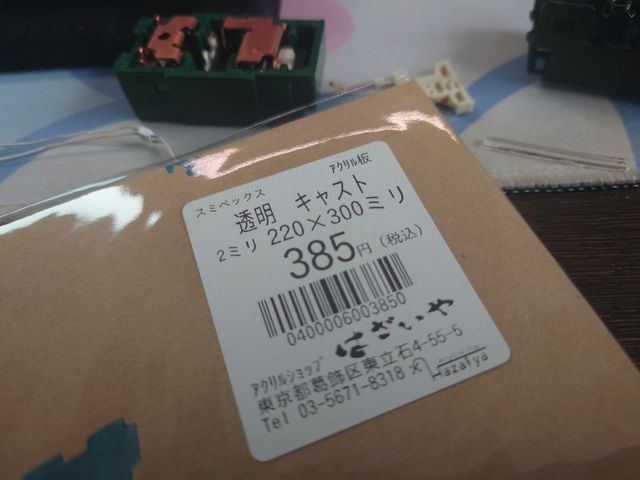 スミペックス アクリル板
透明 キャスト
2ミリ 220×300ミリ
385円(税込)
0400006003850
アクリルショップ はざいや
東京都葛飾区東立石4-55-5
Tel 03-5671-8318 Hazaiya